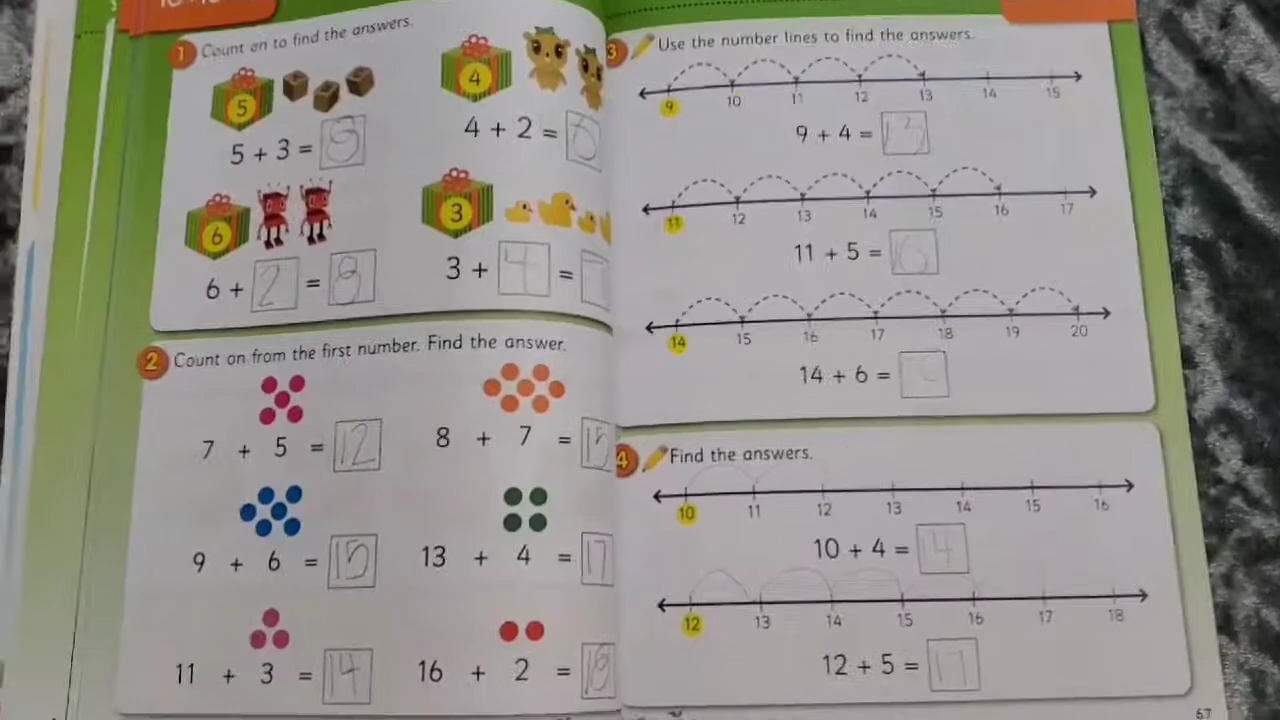 1 Count on to find the answers.
5
5 + 3 = 8
4
4 + 2 = 6
6
6 + 2 = 8
3
3 + 4 = 7
2 Count on from the first number. Find the answer.
7 + 5 = 12
8 + 7 = 15
9 + 6 = 15
13 + 4 = 17
11 + 3 = 14
16 + 2 = 18
3 Use the number lines to find the answers.
9 10 11 12 13 14 15
9 + 4 = 13
11 12 13 14 15 16 17
11 + 5 = 16
14 15 16 17 18 19 20
14 + 6 =
4 Find the answers.
10 11 12 13 14 15 16
10 + 4 = 14
12 13 14 15 16 17 18
12 + 5 = 17
67